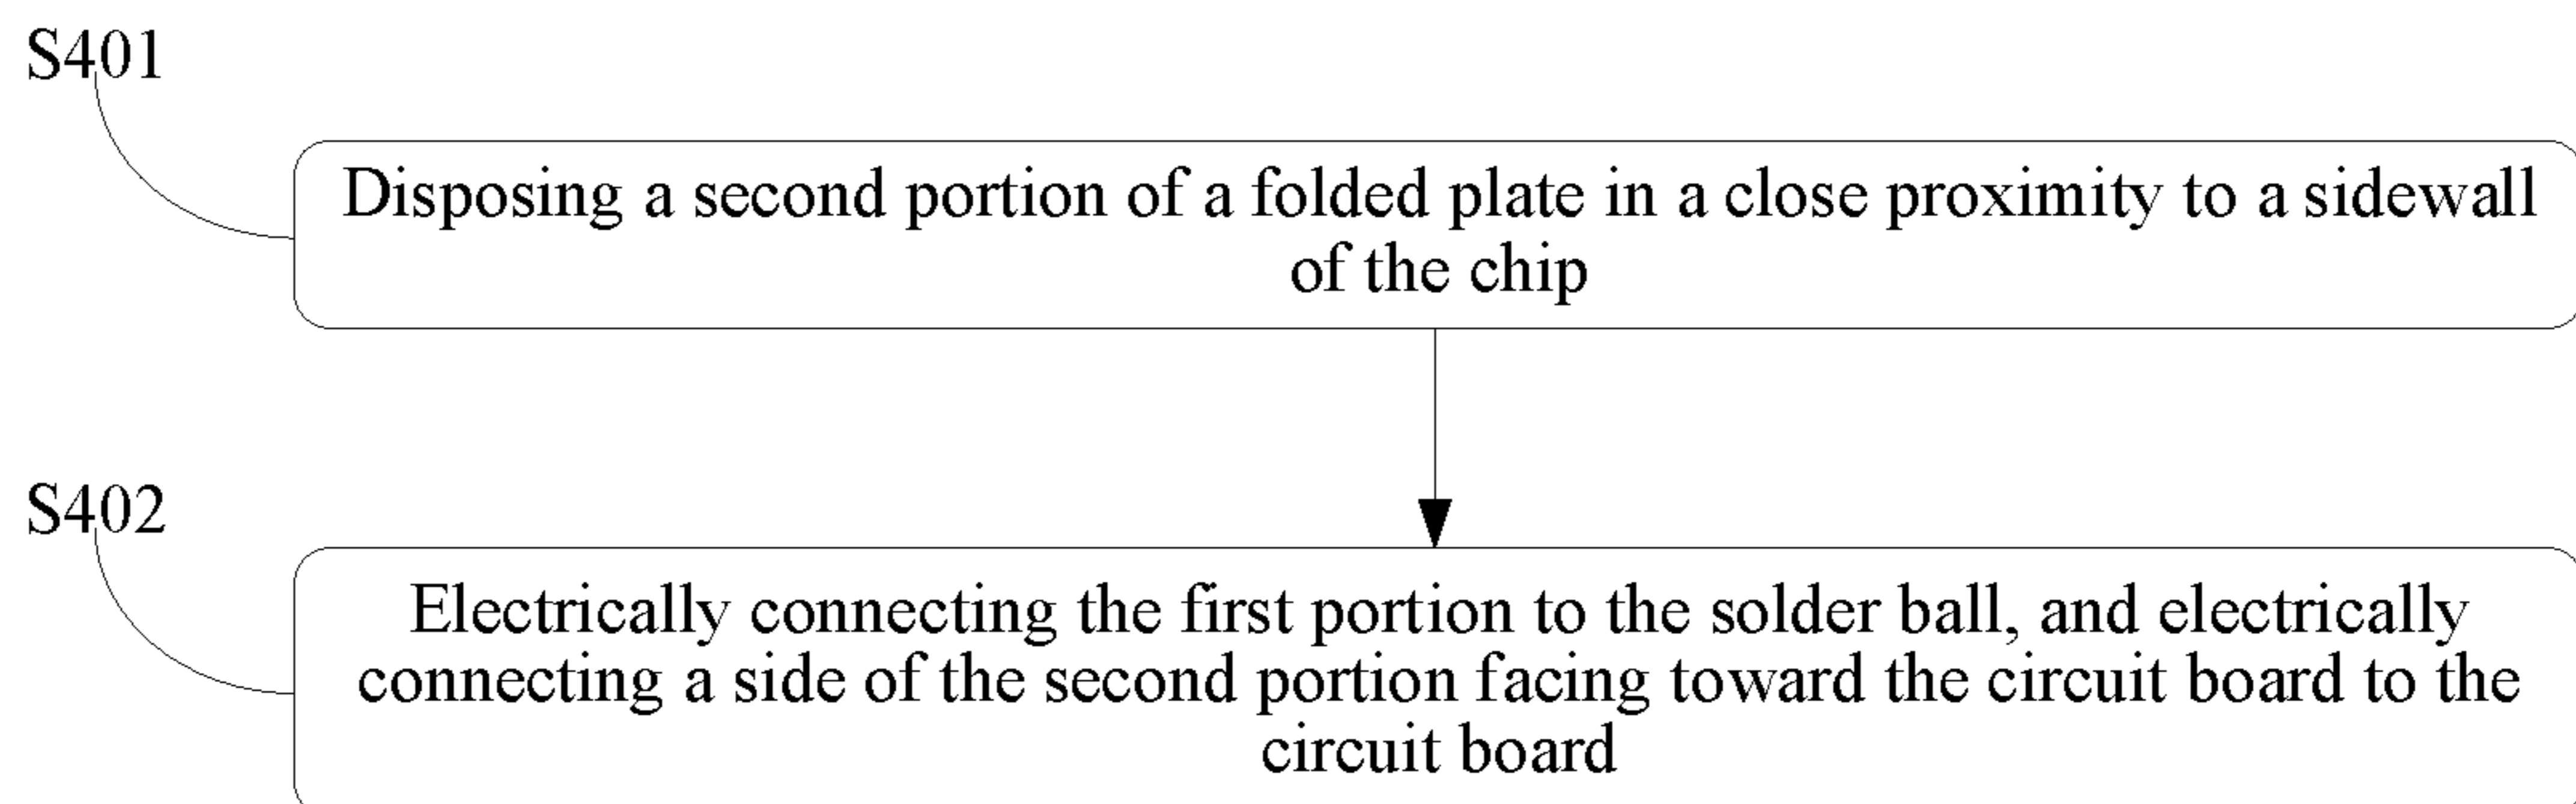 S401
Disposing a second portion of a folded plate in a close proximity to a sidewall
of the chip
S402
Electrically connecting the first portion to the solder ball, and electrically
connecting a side of the second portion facing toward the circuit board to the
circuit board